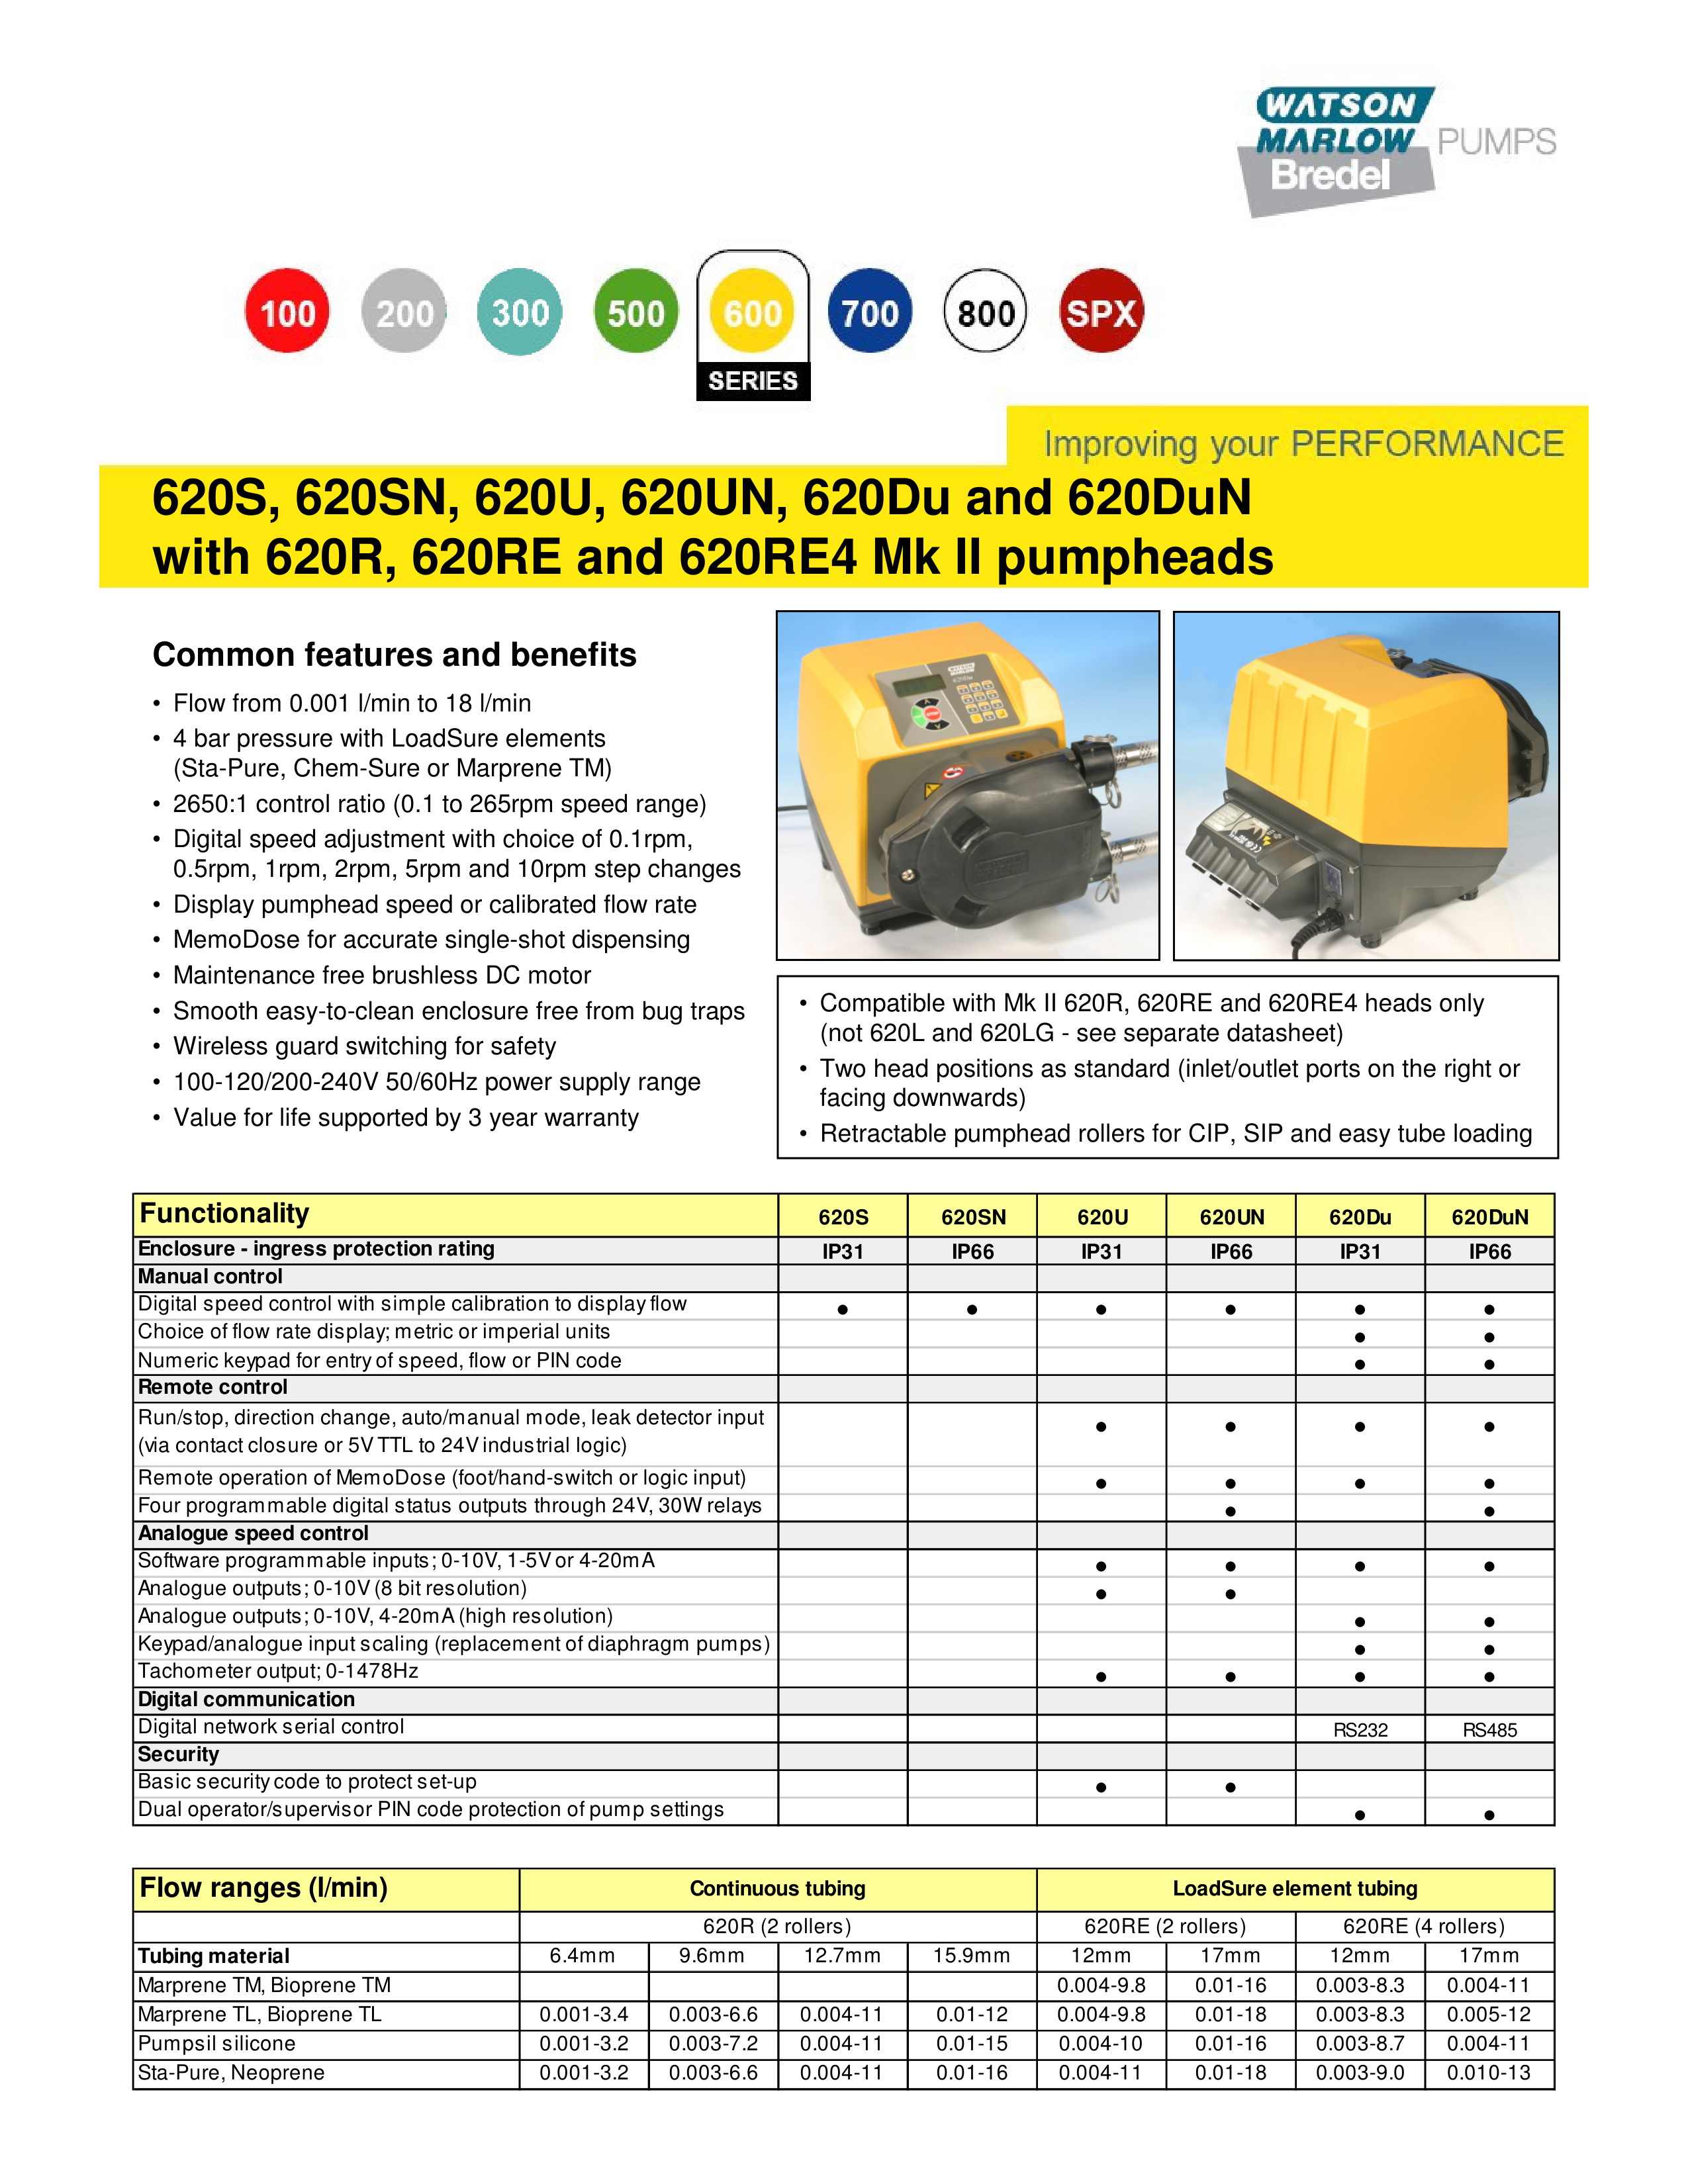 WATSON
MARLOW PUMPS
Bredel
100 200 300 500 600 700 800 SPX
SERIES
Improving your PERFORMANCE
620S, 620SN, 620U, 620UN, 620Du and 620DuN
with 620R, 620RE and 620RE4 Mk II pumpheads
Common features and benefits
• Flow from 0.001 l/min to 18 l/min
• 4 bar pressure with LoadSure elements
(Sta-Pure, Chem-Sure or Marprene TM)
• 2650:1 control ratio (0.1 to 265rpm speed range)
• Digital speed adjustment with choice of 0.1rpm,
0.5rpm, 1rpm, 2rpm, 5rpm and 10rpm step changes
• Display pumphead speed or calibrated flow rate
• MemoDose for accurate single-shot dispensing
• Maintenance free brushless DC motor
• Smooth easy-to-clean enclosure free from bug traps
• Wireless guard switching for safety
• 100-120/200-240V 50/60Hz power supply range
• Value for life supported by 3 year warranty
WATSON
MARLOW
• Compatible with Mk II 620R, 620RE and 620RE4 heads only
(not 620L and 620LG - see separate datasheet)
• Two head positions as standard (inlet/outlet ports on the right or
facing downwards)
• Retractable pumphead rollers for CIP, SIP and easy tube loading
Functionality 620S 620SN 620U 620UN 620Du 620DuN
Enclosure - ingress protection rating IP31 IP66 IP31 IP66 IP31 IP66
Manual control
Digital speed control with simple calibration to display flow • • • • • •
Choice of flow rate display; metric or imperial units • •
Numeric keypad for entry of speed, flow or PIN code • •
Remote control
Run/stop, direction change, auto/manual mode, leak detector input
(via contact closure or 5V TTL to 24V industrial logic) • • • •
Remote operation of MemoDose (foot/hand-switch or logic input) • • • •
Four programmable digital status outputs through 24V, 30W relays • •
Analogue speed control
Software programmable inputs; 0-10V, 1-5V or 4-20mA • • • •
Analogue outputs; 0-10V (8 bit resolution) • •
Analogue outputs; 0-10V, 4-20mA (high resolution) • •
Keypad/analogue input scaling (replacement of diaphragm pumps) • •
Tachometer output; 0-1478Hz • • • •
Digital communication
Digital network serial control RS232 RS485
Security
Basic security code to protect set-up • •
Dual operator/supervisor PIN code protection of pump settings • •
Flow ranges (l/min) Continuous tubing LoadSure element tubing
620R (2 rollers) 620RE (2 rollers) 620RE (4 rollers)
Tubing material 6.4mm 9.6mm 12.7mm 15.9mm 12mm 17mm 12mm 17mm
Marprene TM, Bioprene TM 0.004-9.8 0.01-16 0.003-8.3 0.004-11
Marprene TL, Bioprene TL 0.001-3.4 0.003-6.6 0.004-11 0.01-12 0.004-9.8 0.01-18 0.003-8.3 0.005-12
Pumpsil silicone 0.001-3.2 0.003-7.2 0.004-11 0.01-15 0.004-10 0.01-16 0.003-8.7 0.004-11
Sta-Pure, Neoprene 0.001-3.2 0.003-6.6 0.004-11 0.01-16 0.004-11 0.01-18 0.003-9.0 0.010-13